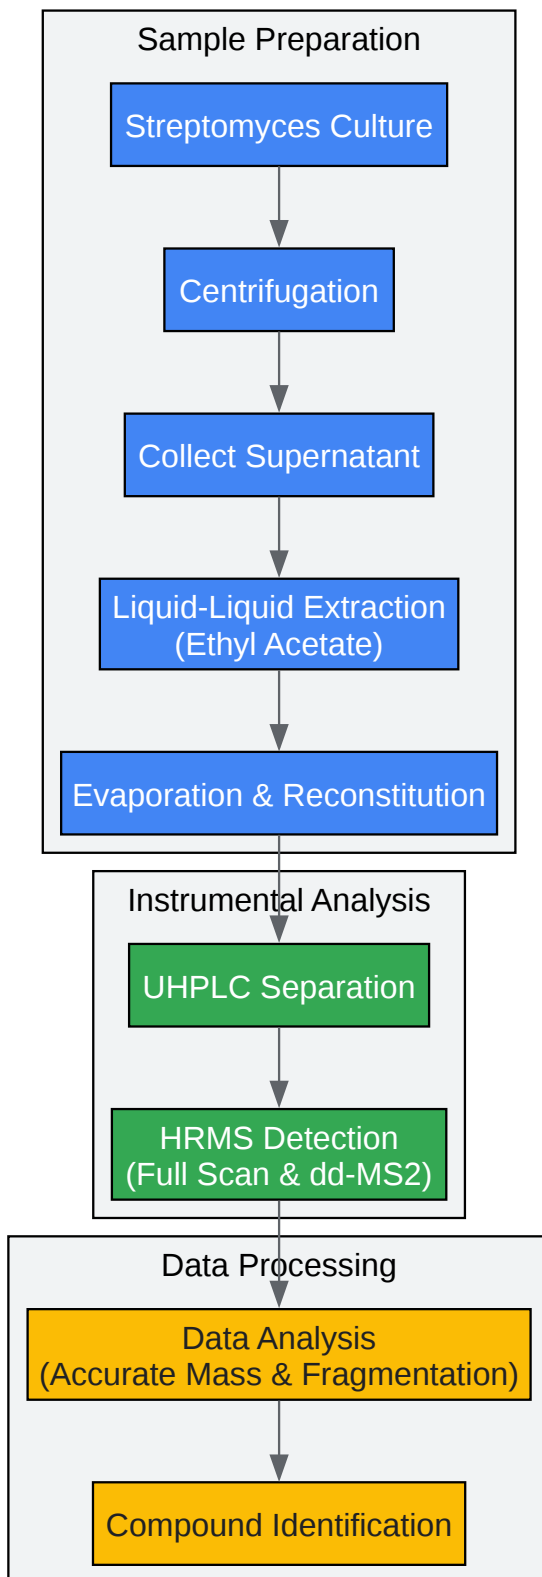 Sample Preparation
Streptomyces Culture
Centrifugation
Collect Supernatant
Liquid-Liquid Extraction
(Ethyl Acetate)
Evaporation & Reconstitution
Instrumental Analysis
UHPLC Separation
HRMS Detection
(Full Scan & dd-MS2)
Data Processing
Data Analysis
(Accurate Mass & Fragmentation)
Compound Identification